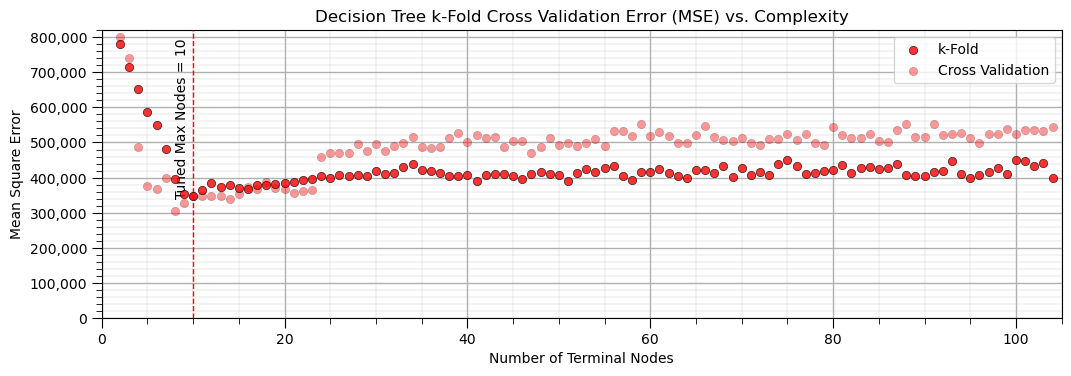 Decision Tree k-Fold Cross Validation Error (MSE) vs. Complexity
Mean Square Error
800,000
700,000
600,000
500,000
400,000
300,000
200,000
100,000
0
Tuned Max Nodes = 10
k-Fold
Cross Validation
0 20 40 60 80 100
Number of Terminal Nodes